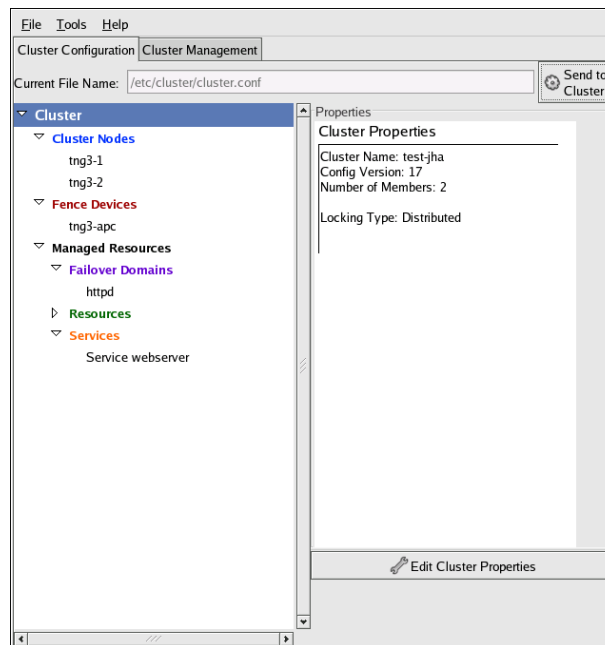 File Tools Help
Cluster Configuration Cluster Management
Current File Name: /etc/cluster/cluster.conf
Send to
Cluster
Cluster
Cluster Nodes
tng3-1
tng3-2
Fence Devices
tng3-apc
Managed Resources
Failover Domains
httpd
Resources
Services
Service webserver
Properties
Cluster Properties
Cluster Name: test-jha
Config Version: 17
Number of Members: 2
Locking Type: Distributed
Edit Cluster Properties